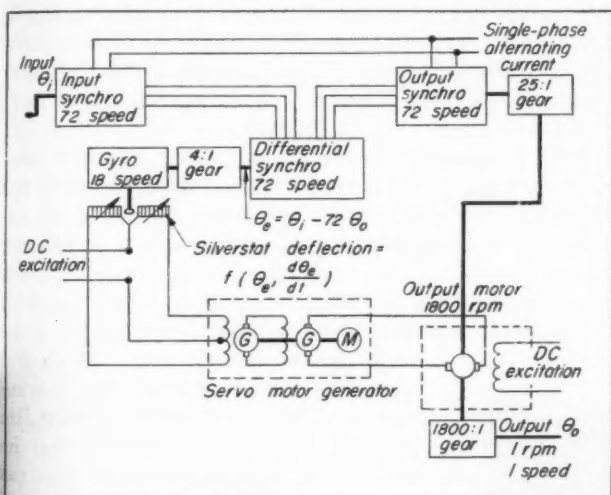 Single-phase
alternating
current
Input
θi
Input
synchro
72 speed
Output
synchro
72 speed
25:1
gear
Gyro
18 speed
4:1
gear
Differential
synchro
72 speed
θe = θi - 72 θo
DC
excitation
Silverstat deflection =
f (θe, dθe/dt)
Output motor
1800 rpm
G
G
M
DC
excitation
Servo motor generator
1800:1
gear
Output θo
1 rpm
1 speed